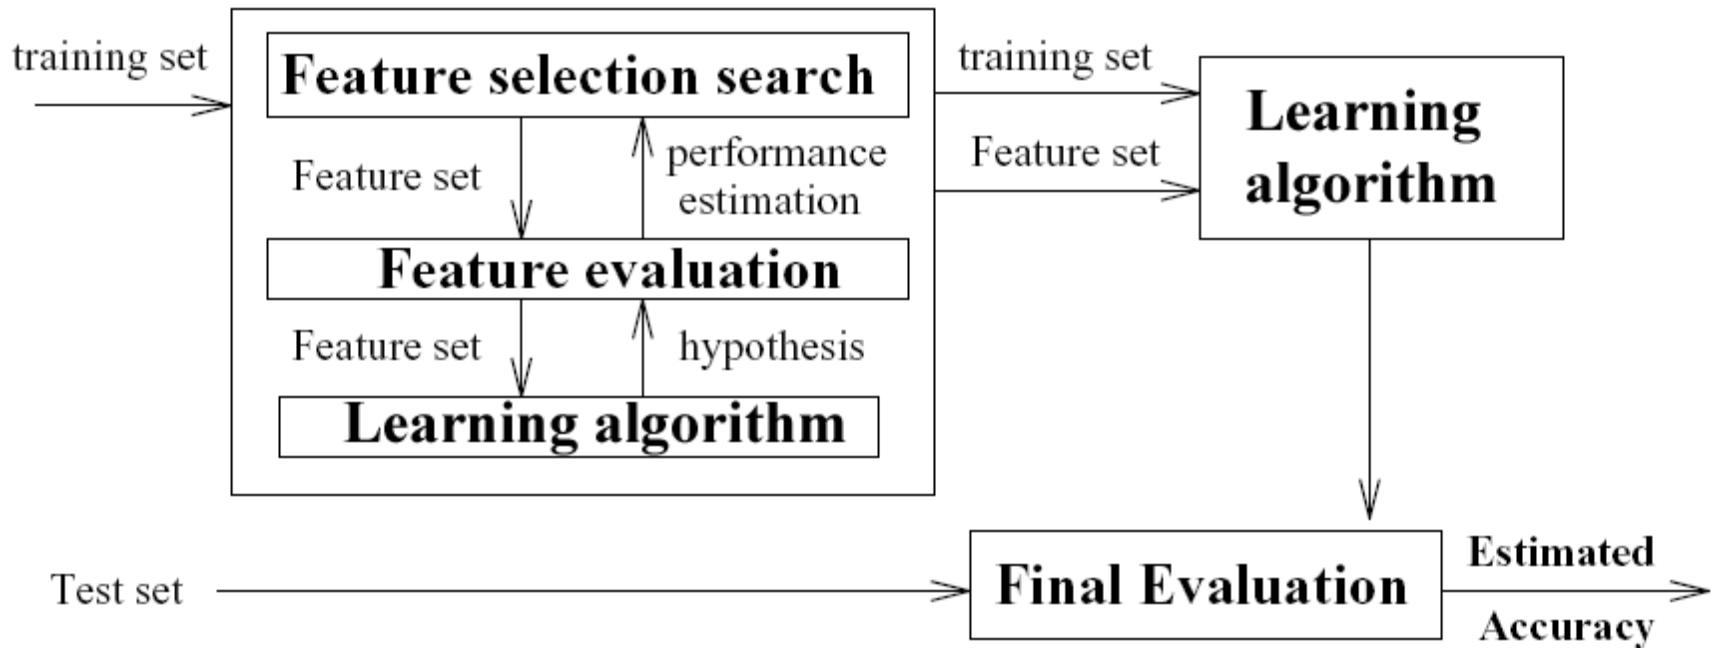 training set
Feature selection search
training set
Feature set
performance
estimation
Feature set
Learning
algorithm
Feature evaluation
Feature set
hypothesis
Learning algorithm
Test set
Final Evaluation
Estimated
Accuracy